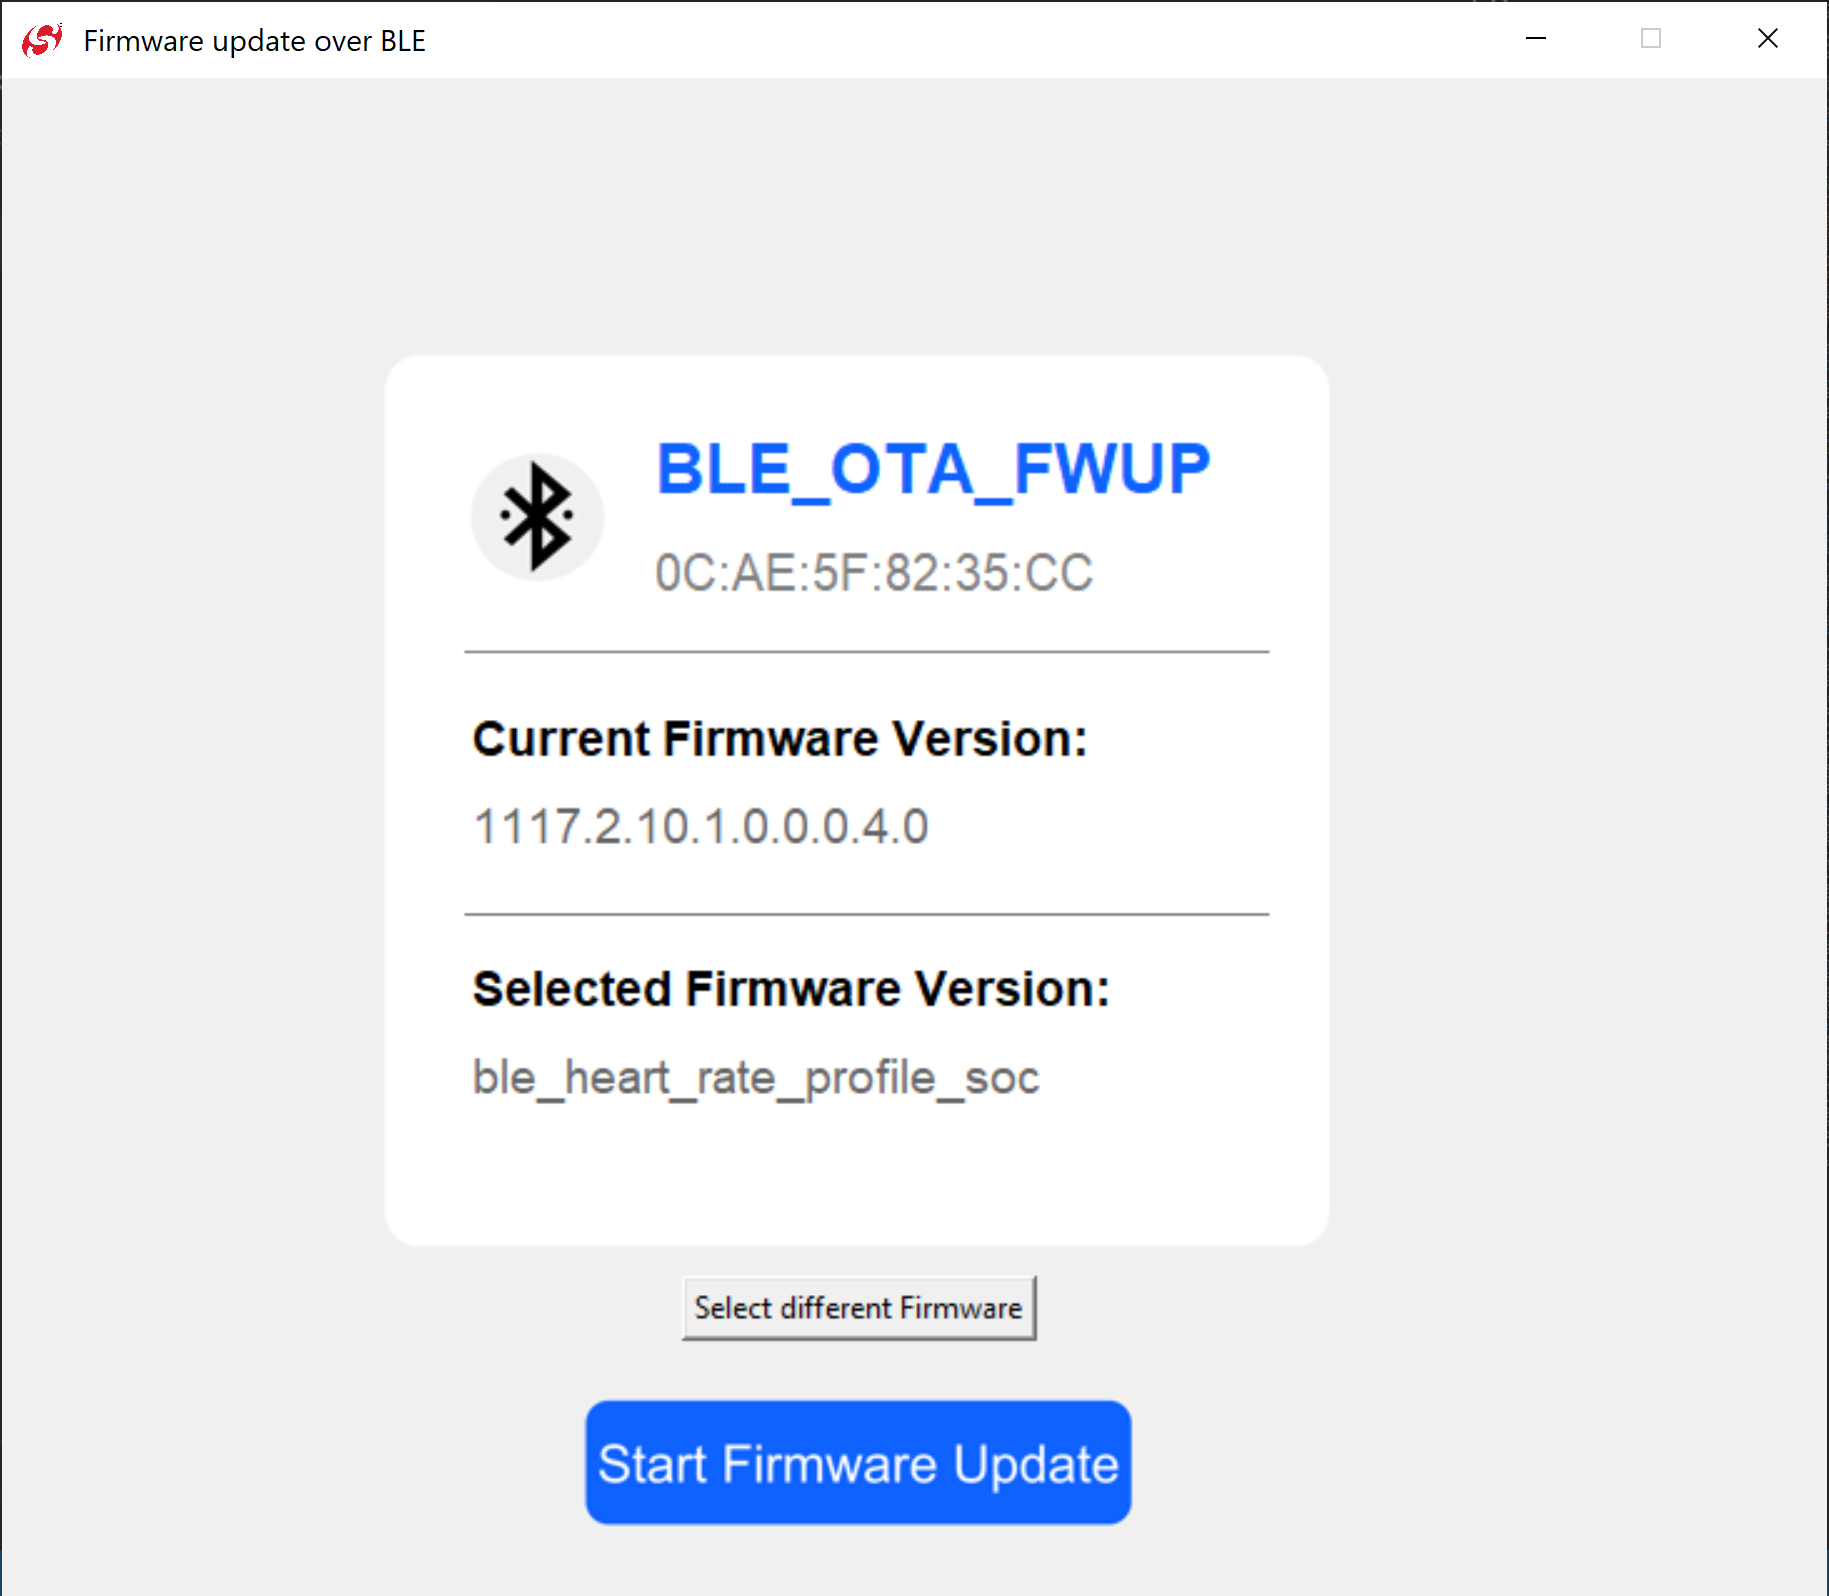 Firmware update over BLE
BLE_OTA_FWUP
0C:AE:5F:82:35:CC
Current Firmware Version:
1117.2.10.1.0.0.0.4.0
Selected Firmware Version:
ble_heart_rate_profile_soc
Select different Firmware
Start Firmware Update